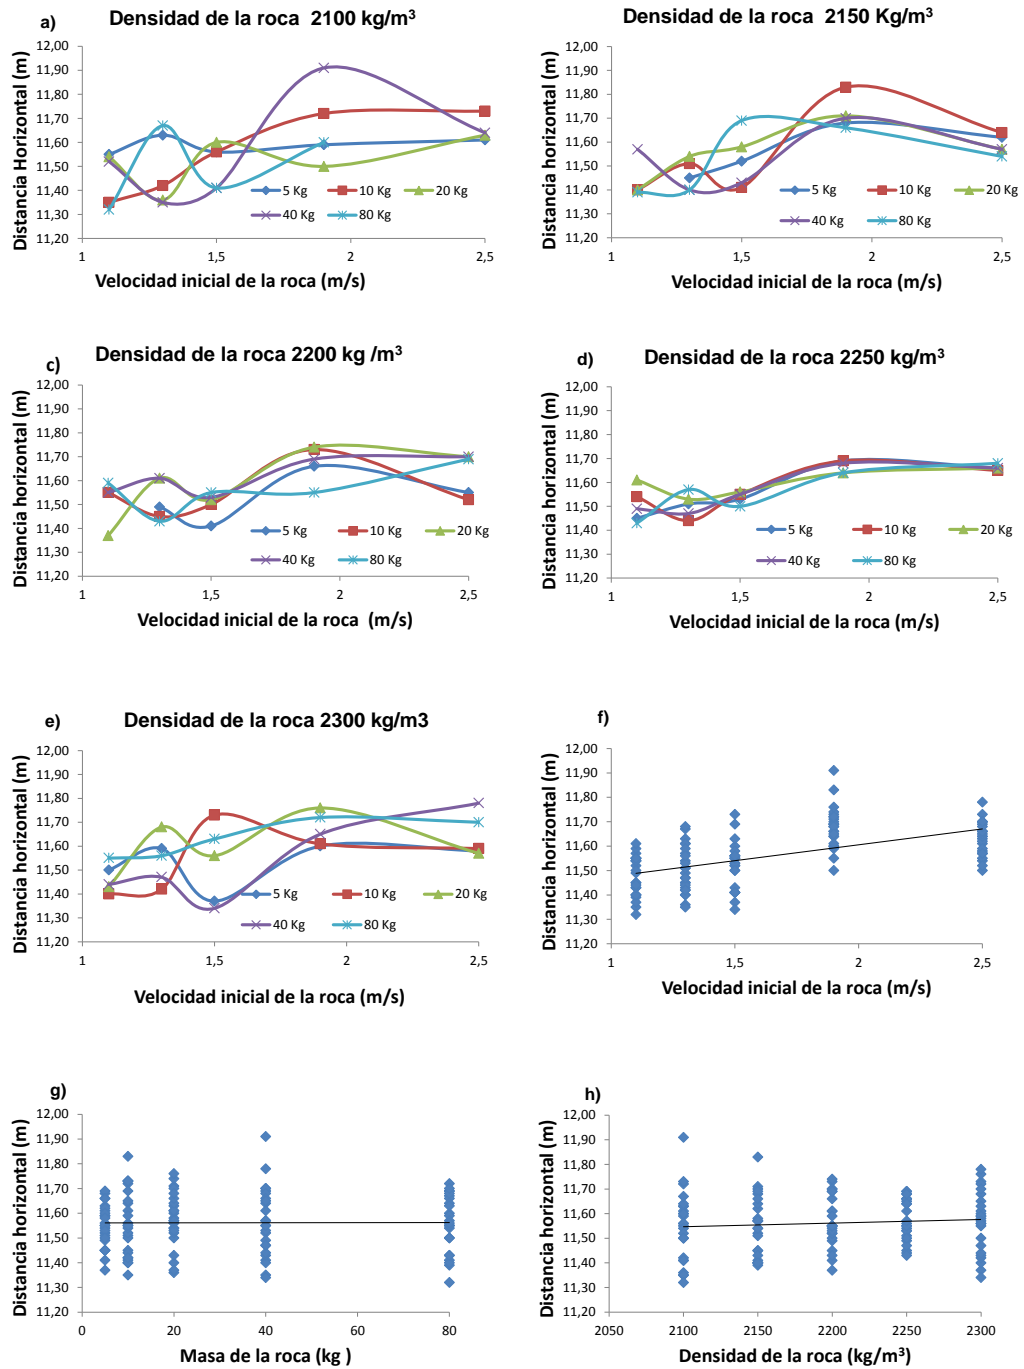 a)
Densidad de la roca 2100 kg/m³
Distancia Horizontal (m)
12,00
11,90
11,80
11,70
11,60
11,50
11,40
11,30
11,20
5 Kg
10 Kg
20 Kg
40 Kg
80 Kg
1
1,5
2
2,5
Velocidad inicial de la roca (m/s)
Densidad de la roca 2150 Kg/m³
Distancia horizontal (m)
12,00
11,90
11,80
11,70
11,60
11,50
11,40
11,30
11,20
5 Kg
10 Kg
20 Kg
40 Kg
80 Kg
1
1,5
2
2,5
Velocidad inicial de la roca (m/s)
c)
Densidad de la roca 2200 kg /m³
Distancia horizontal (m)
12,00
11,90
11,80
11,70
11,60
11,50
11,40
11,30
11,20
5 Kg
10 Kg
20 Kg
40 Kg
80 Kg
1
1,5
2
2,5
Velocidad inicial de la roca (m/s)
d)
Densidad de la roca 2250 kg/m³
Distancia horizontal (m)
12,00
11,90
11,80
11,70
11,60
11,50
11,40
11,30
11,20
5 Kg
10 Kg
20 Kg
40 Kg
80 Kg
1
1,5
2
2,5
Velocidad inicial de la roca (m/s)
e)
Densidad de la roca 2300 kg/m3
Distancia horizontal (m)
12,00
11,90
11,80
11,70
11,60
11,50
11,40
11,30
11,20
5 Kg
10 Kg
20 Kg
40 Kg
80 Kg
1
1,5
2
2,5
Velocidad inicial de la roca (m/s)
f)
Distancia horizontal (m)
12,00
11,90
11,80
11,70
11,60
11,50
11,40
11,30
11,20
1
1,5
2
2,5
Velocidad inicial de la roca (m/s)
g)
Distancia horizontal (m)
12,00
11,90
11,80
11,70
11,60
11,50
11,40
11,30
11,20
0
20
40
60
80
Masa de la roca (kg )
h)
Distancia horizontal (m)
12,00
11,90
11,80
11,70
11,60
11,50
11,40
11,30
11,20
2050
2100
2150
2200
2250
2300
Densidad de la roca (kg/m³)